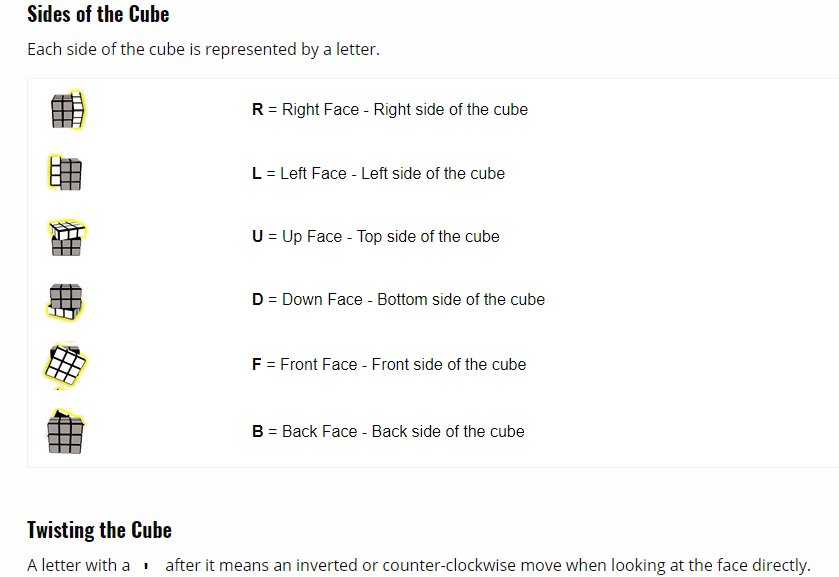 Sides of the Cube
Each side of the cube is represented by a letter.
R = Right Face - Right side of the cube
L = Left Face - Left side of the cube
U = Up Face - Top side of the cube
D = Down Face - Bottom side of the cube
F = Front Face - Front side of the cube
B = Back Face - Back side of the cube
Twisting the Cube
A letter with a ' after it means an inverted or counter-clockwise move when looking at the face directly.